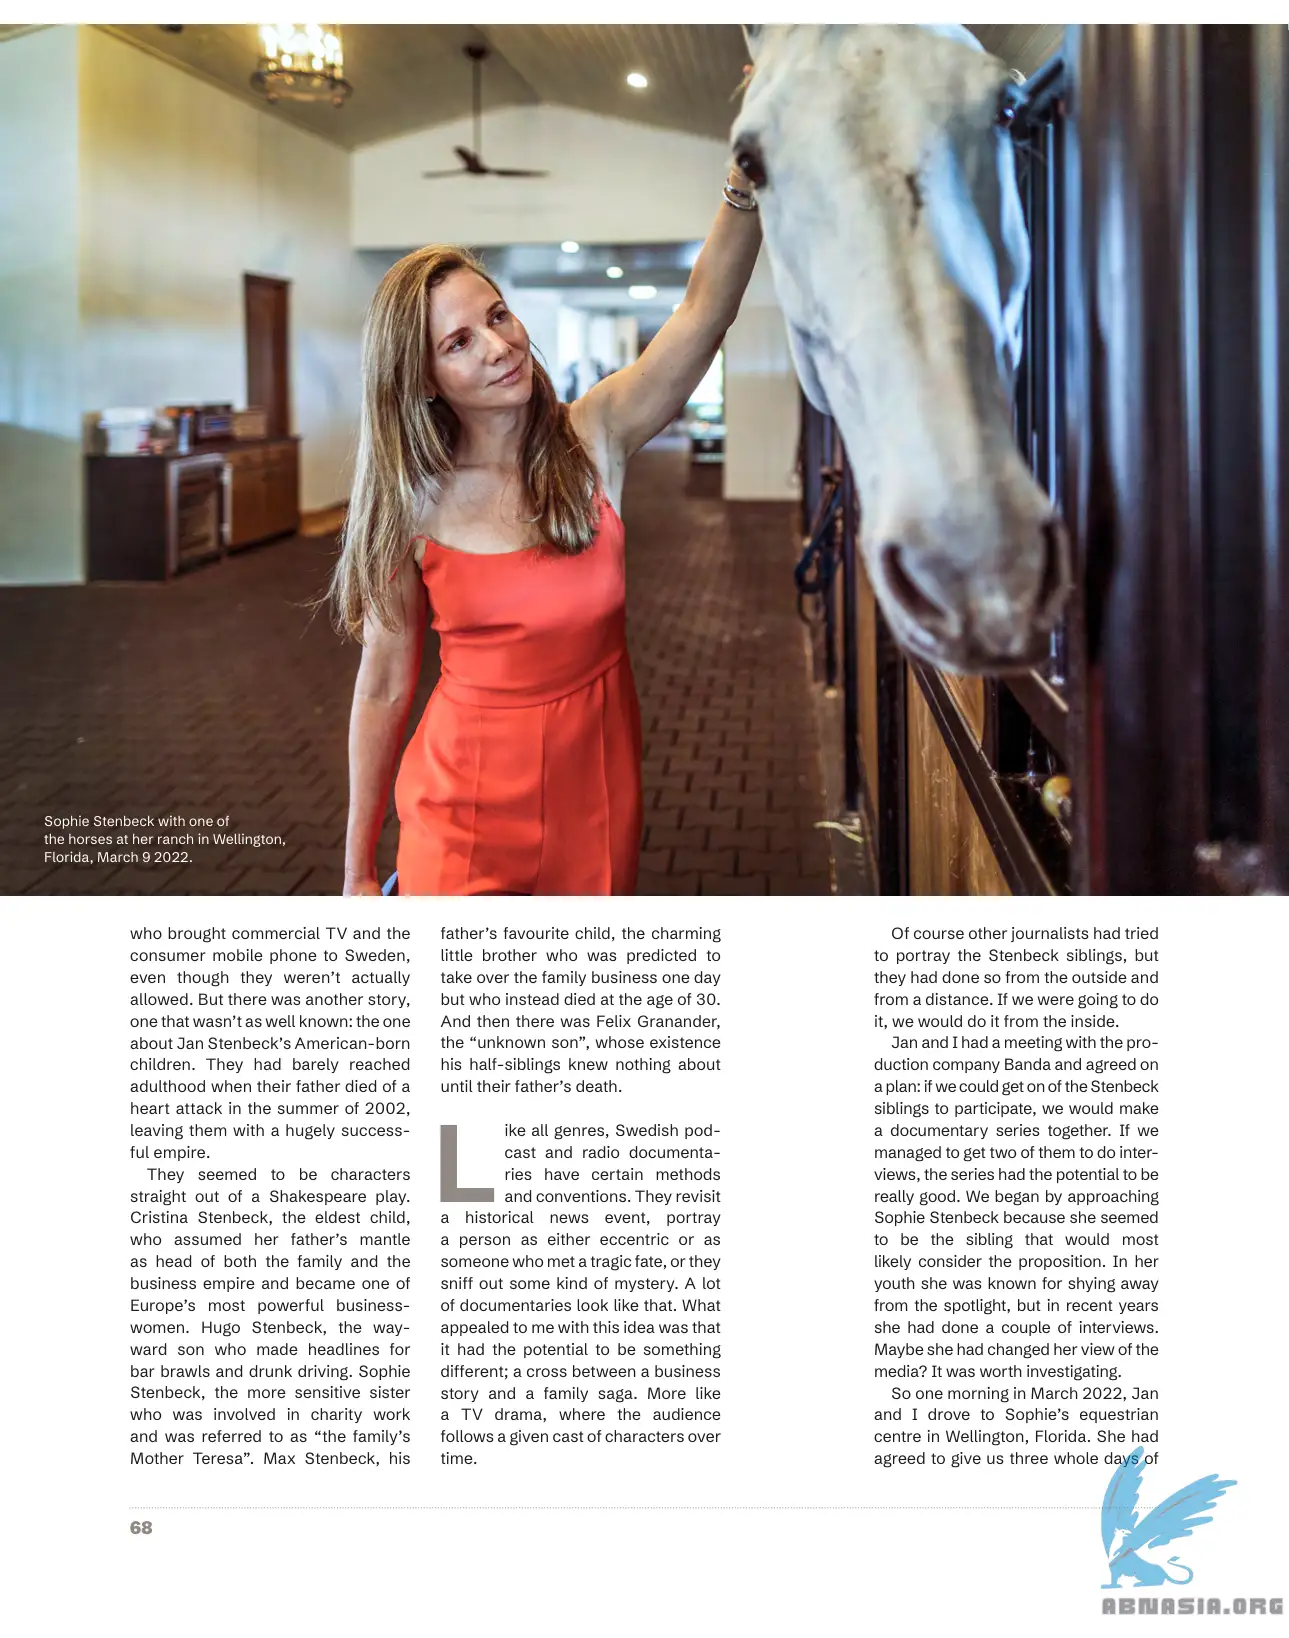 Sophie Stenbeck with one of
the horses at her ranch in Wellington,
Florida, March 9 2022.
who brought commercial TV and the
consumer mobile phone to Sweden,
even though they weren’t actually
allowed. But there was another story,
one that wasn’t as well known: the one
about Jan Stenbeck’s American-born
children. They had barely reached
adulthood when their father died of a
heart attack in the summer of 2002,
leaving them with a hugely success-
ful empire.
They seemed to be characters
straight out of a Shakespeare play.
Cristina Stenbeck, the eldest child,
who assumed her father’s mantle
as head of both the family and the
business empire and became one of
Europe’s most powerful business-
women. Hugo Stenbeck, the way-
ward son who made headlines for
bar brawls and drunk driving. Sophie
Stenbeck, the more sensitive sister
who was involved in charity work
and was referred to as “the family’s
Mother Teresa”. Max Stenbeck, his
father’s favourite child, the charming
little brother who was predicted to
take over the family business one day
but who instead died at the age of 30.
And then there was Felix Granander,
the “unknown son”, whose existence
his half-siblings knew nothing about
until their father’s death.
Like all genres, Swedish pod-
cast and radio documenta-
ries have certain methods
and conventions. They revisit
a historical news event, portray
a person as either eccentric or as
someone who met a tragic fate, or they
sniff out some kind of mystery. A lot
of documentaries look like that. What
appealed to me with this idea was that
it had the potential to be something
different; a cross between a business
story and a family saga. More like
a TV drama, where the audience
follows a given cast of characters over
time.
Of course other journalists had tried
to portray the Stenbeck siblings, but
they had done so from the outside and
from a distance. If we were going to do
it, we would do it from the inside.
Jan and I had a meeting with the pro-
duction company Banda and agreed on
a plan: if we could get on of the Stenbeck
siblings to participate, we would make
a documentary series together. If we
managed to get two of them to do inter-
views, the series had the potential to be
really good. We began by approaching
Sophie Stenbeck because she seemed
to be the sibling that would most
likely consider the proposition. In her
youth she was known for shying away
from the spotlight, but in recent years
she had done a couple of interviews.
Maybe she had changed her view of the
media? It was worth investigating.
So one morning in March 2022, Jan
and I drove to Sophie’s equestrian
centre in Wellington, Florida. She had
agreed to give us three whole days of
68
ABNASIA.ORG